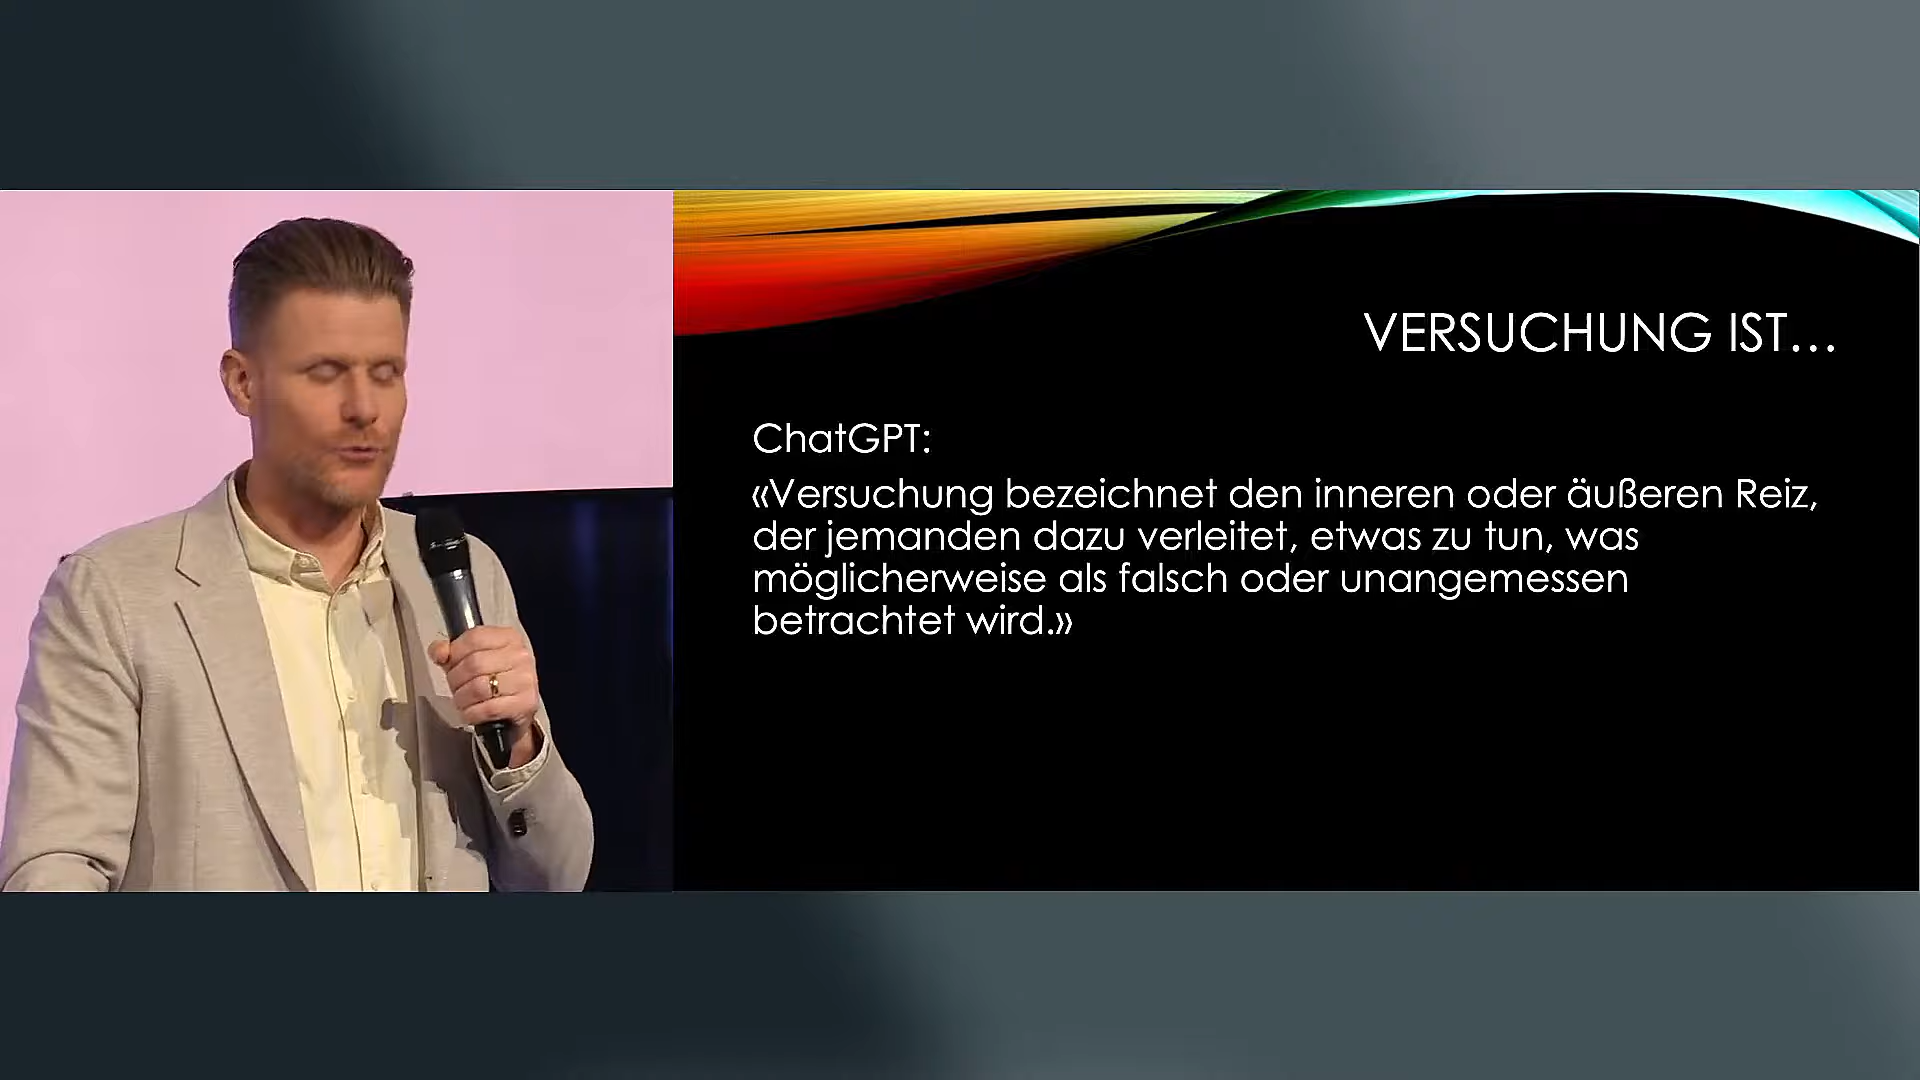 VERSUCHUNG IST...
ChatGPT:
«Versuchung bezeichnet den inneren oder äußeren Reiz,
der jemanden dazu verleitet, etwas zu tun, was
möglicherweise als falsch oder unangemessen
betrachtet wird.»